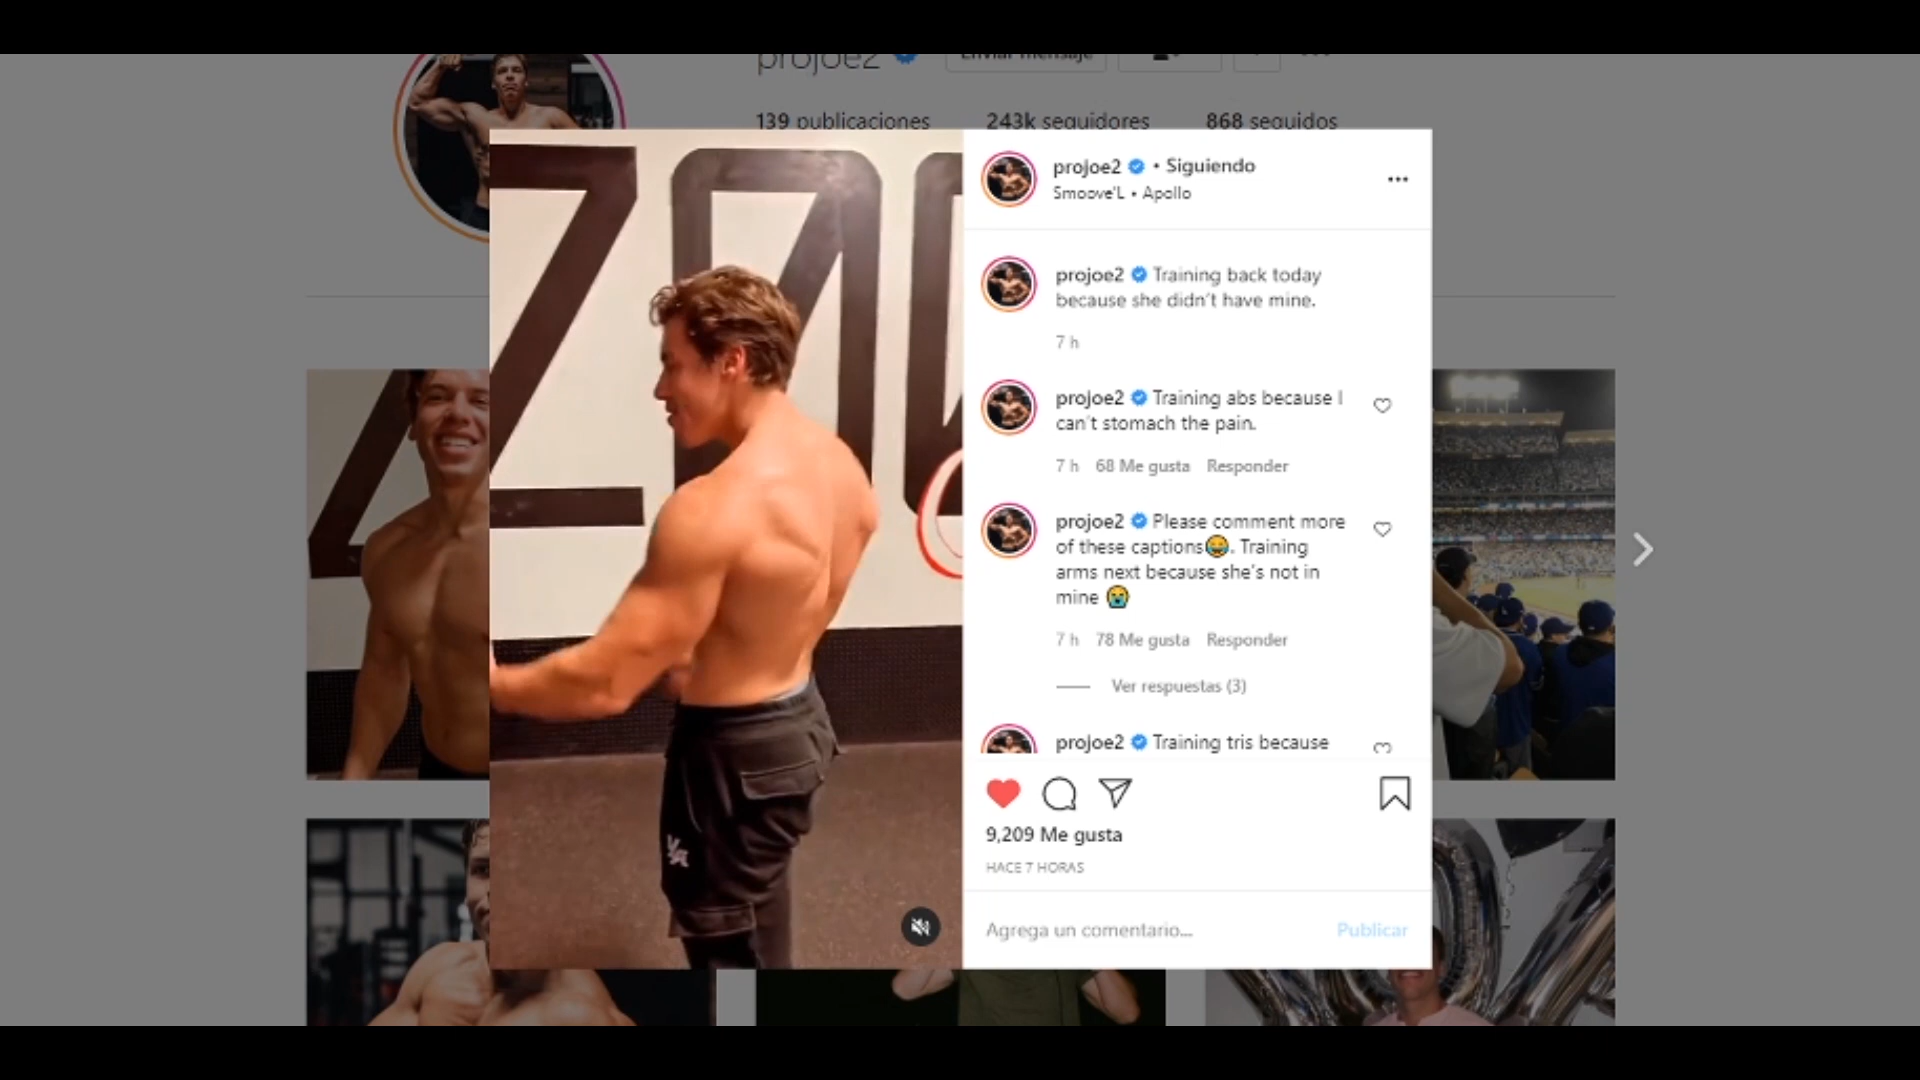 projoe2 Enviar mensaje
139 publicaciones 243k seguidores 868 seguidos
projoe2 • Siguiendo
Smoove'L • Apollo
projoe2 Training back today
because she didn't have mine.
7 h
projoe2 Training abs because I
can't stomach the pain.
7 h 68 Me gusta Responder
projoe2 Please comment more
of these captions😂. Training
arms next because she's not in
mine 😭
7 h 78 Me gusta Responder
Ver respuestas (3)
projoe2 Training tris because
9,209 Me gusta
HACE 7 HORAS
Agrega un comentario... Publicar